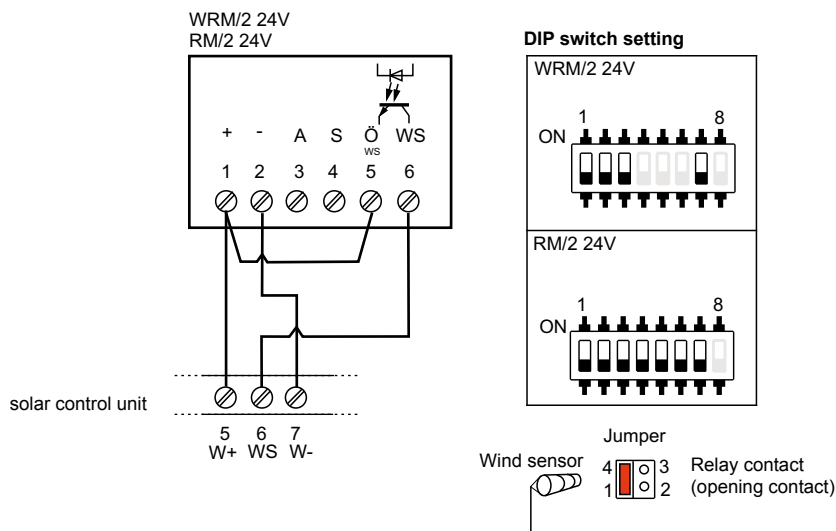 WRM/2 24V
RM/2 24V
+ - A S Ö WS
WS
1 2 3 4 5 6
solar control unit
5 6 7
W+ WS W-
DIP switch setting
WRM/2 24V
1 8
ON
RM/2 24V
1 8
ON
Jumper
Wind sensor 4 3 Relay contact
1 2 (opening contact)